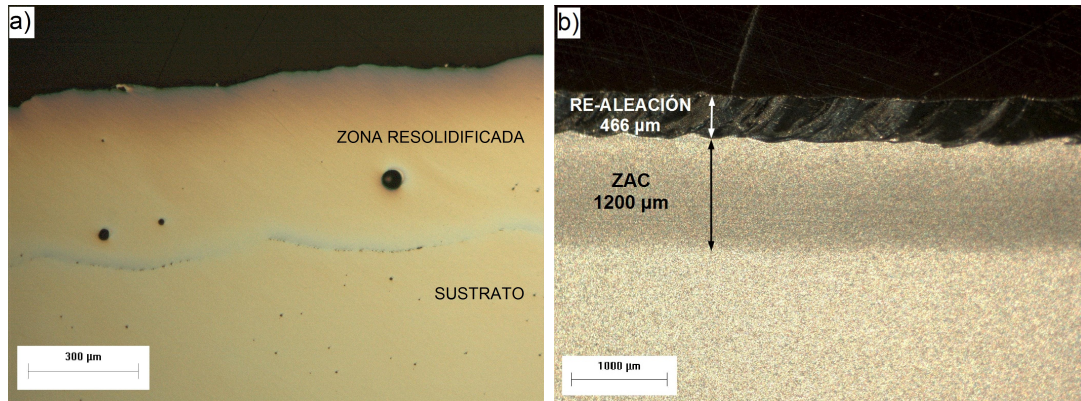 a)
ZONA RESOLIDIFICADA
SUSTRATO
300 µm
b)
RE-ALEACIÓN
466 µm
ZAC
1200 µm
1000 µm